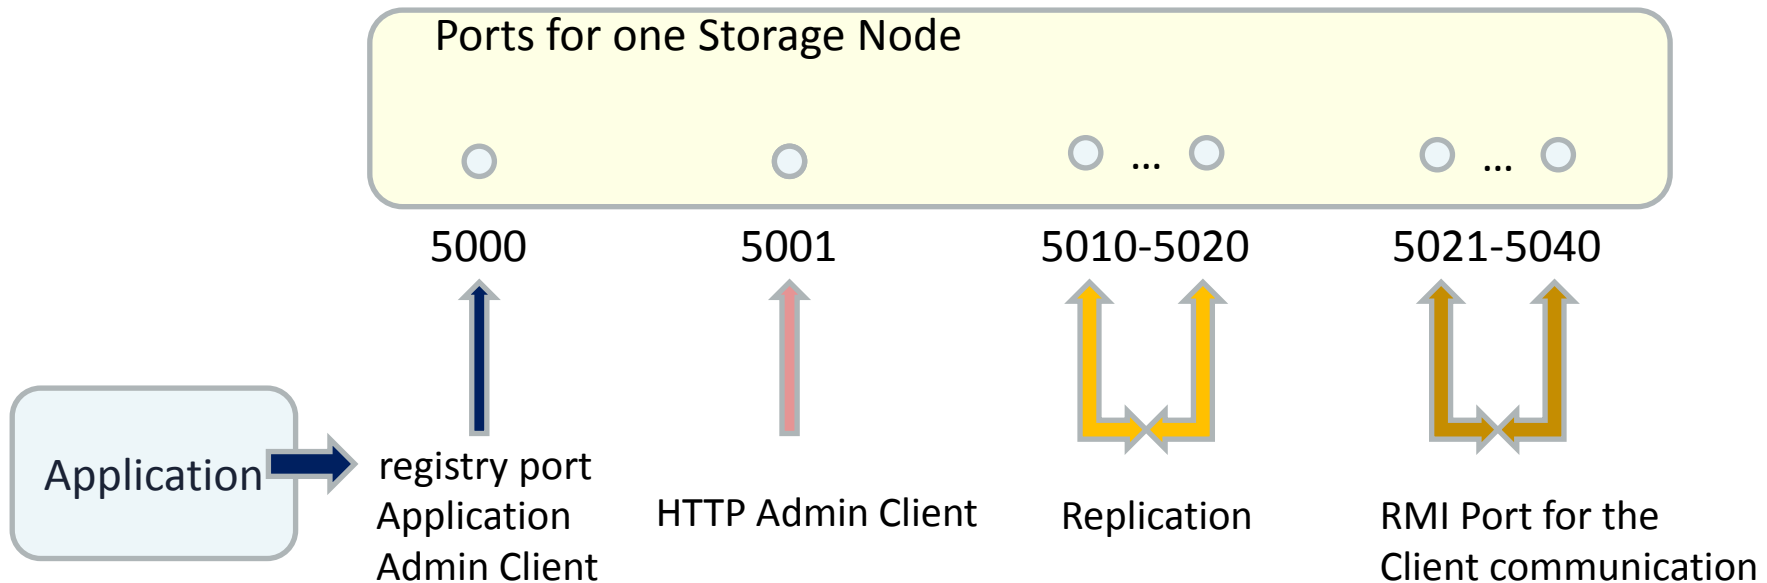 Ports for one Storage Node
... ...
5000 5001 5010-5020 5021-5040
Application
registry port
Application
Admin Client
HTTP Admin Client
Replication
RMI Port for the
Client communication